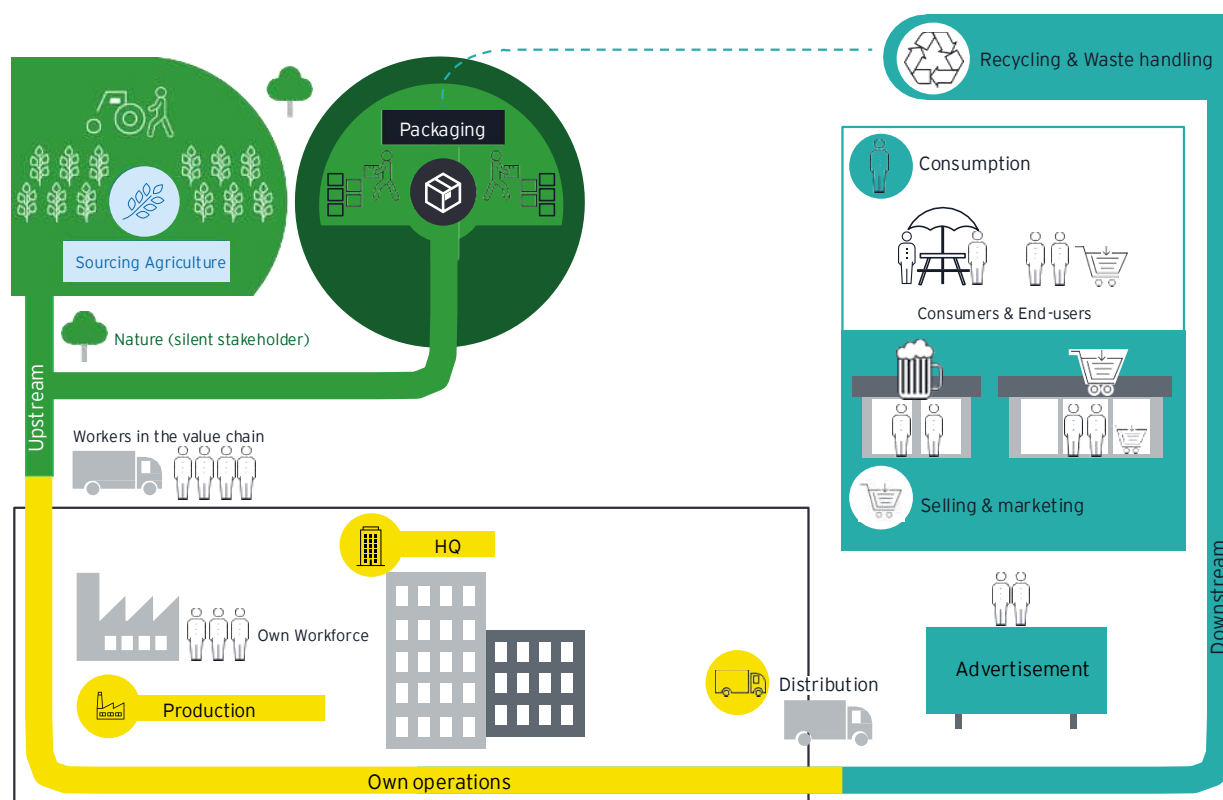 Recycling & Waste handling
Packaging
Consumption
Sourcing Agriculture
Consumers & End-users
Nature (silent stakeholder)
Upstream
Workers in the value chain
Selling & marketing
HQ
Own Workforce
Downstream
Advertisement
Distribution
Production
Own operations